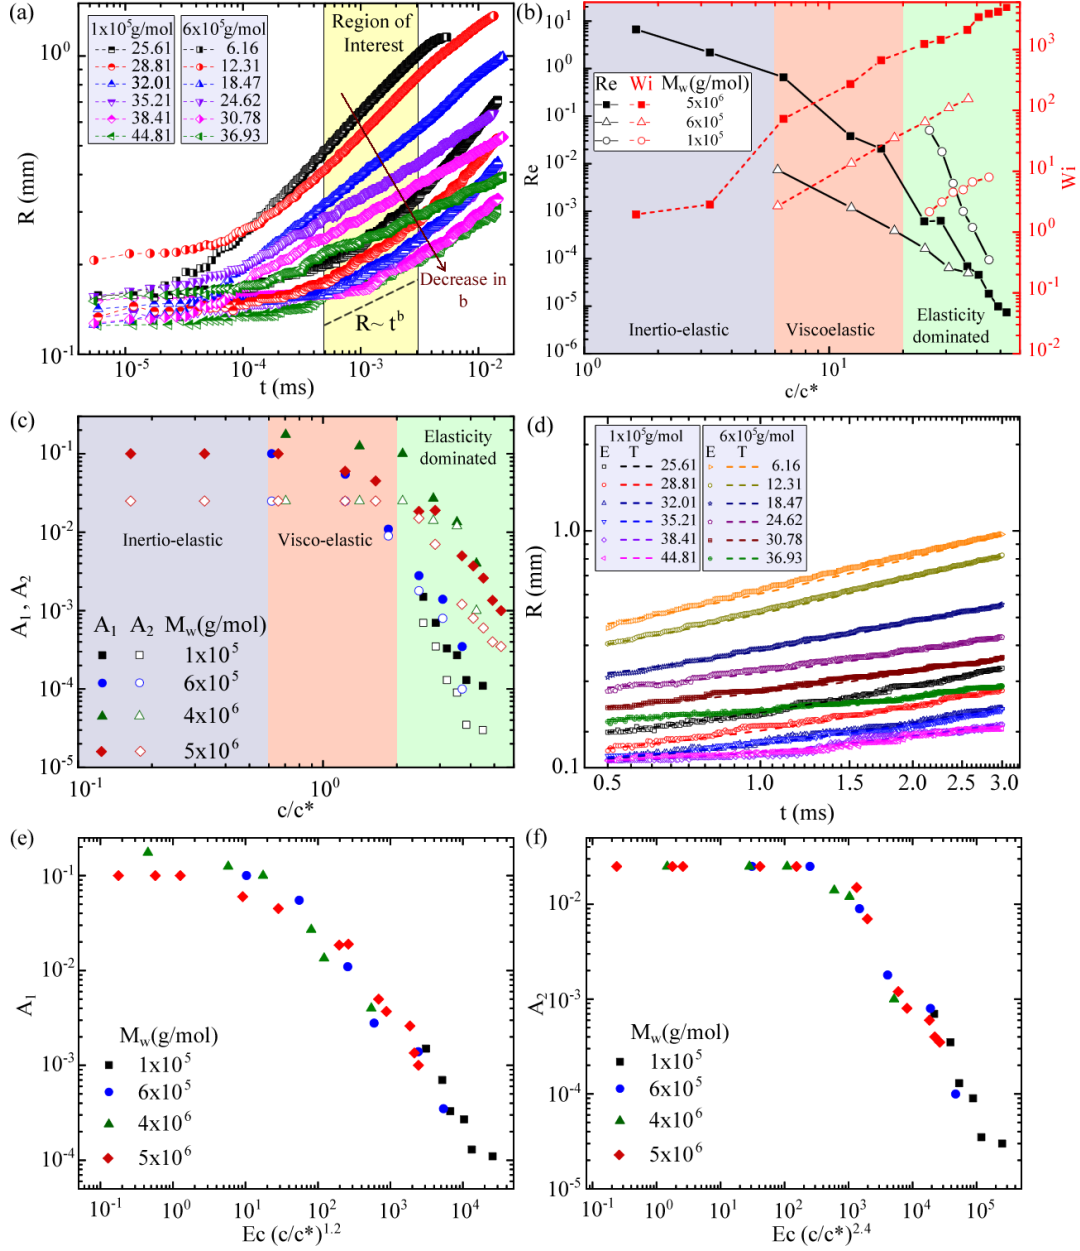 (a)
1x10⁵g/mol 6x10⁵g/mol
25.61 6.16
28.81 12.31
32.01 18.47
35.21 24.62
38.41 30.78
44.81 36.93
Region of
Interest
Decrease in
b
R~ tᵇ
10⁰
10⁻¹
R (mm)
10⁻⁵ 10⁻⁴ 10⁻³ 10⁻²
t (ms)
(b)
Re Wi M_w(g/mol)
5x10⁶
6x10⁵
1x10⁵
Inertio-elastic
Viscoelastic
Elasticity
dominated
10¹
10⁰
10⁻¹
10⁻²
10⁻³
10⁻⁴
10⁻⁵
10⁻⁶
Re
10³
10²
10¹
10⁰
10⁻¹
10⁻²
Wi
10⁰ 10¹
c/c*
(c)
Elasticity
dominated
Inertio-elastic
Visco-elastic
A₁ A₂ M_w(g/mol)
1x10⁵
6x10⁵
4x10⁶
5x10⁶
10⁻¹
10⁻²
10⁻³
10⁻⁴
10⁻⁵
A₁ , A₂
10⁻¹ 10⁰ 10¹
c/c*
(d)
1x10⁵g/mol 6x10⁵g/mol
E T E T
25.61 6.16
28.81 12.31
32.01 18.47
35.21 24.62
38.41 30.78
44.81 36.93
1.0
0.1
R (mm)
0.5 1.0 1.5 2.0 2.5 3.0
t (ms)
(e)
M_w(g/mol)
1x10⁵
6x10⁵
4x10⁶
5x10⁶
10⁻¹
10⁻²
10⁻³
10⁻⁴
A₁
10⁻¹ 10⁰ 10¹ 10² 10³ 10⁴
Ec (c/c*)¹·²
(f)
M_w(g/mol)
1x10⁵
6x10⁵
4x10⁶
5x10⁶
10⁻²
10⁻³
10⁻⁴
10⁻⁵
A₂
10⁻¹ 10⁰ 10¹ 10² 10³ 10⁴ 10⁵
Ec (c/c*)²·⁴